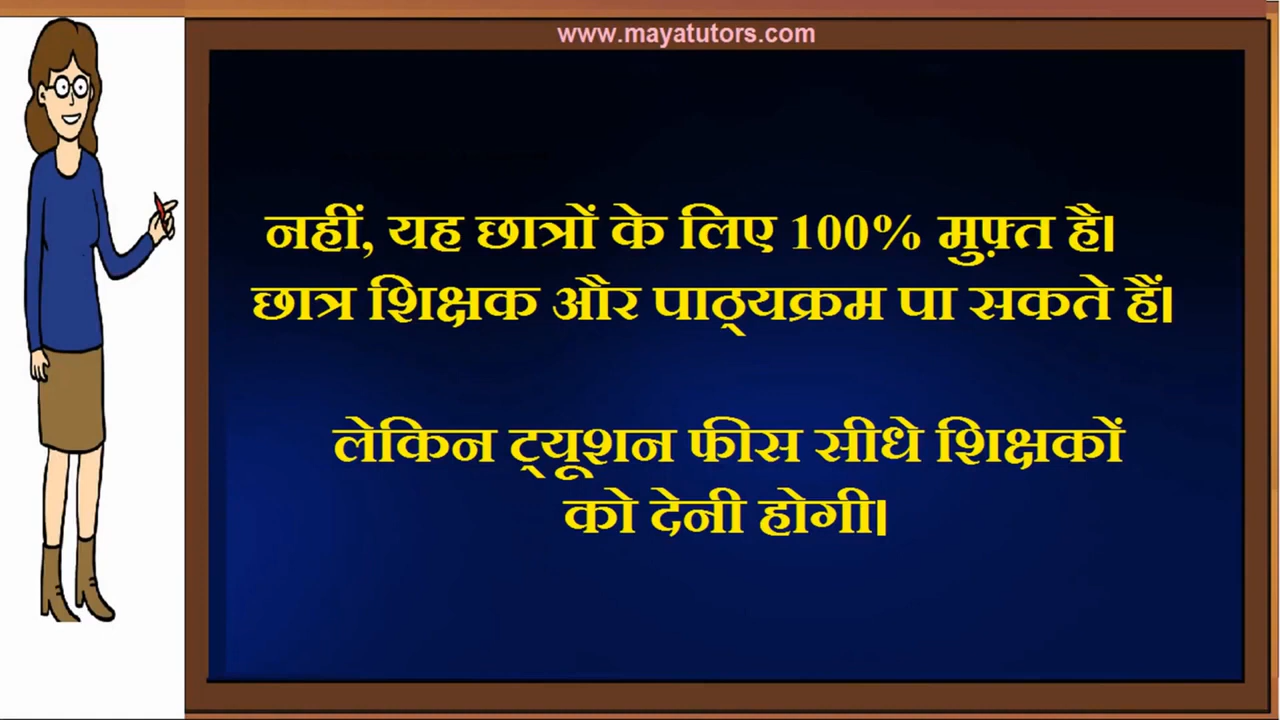 www.mayatutors.com
नहीं, यह छात्रों के लिए 100% मुफ़्त है।
छात्र शिक्षक और पाठ्यक्रम पा सकते हैं।
लेकिन ट्यूशन फीस सीधे शिक्षकों
को देनी होगी।